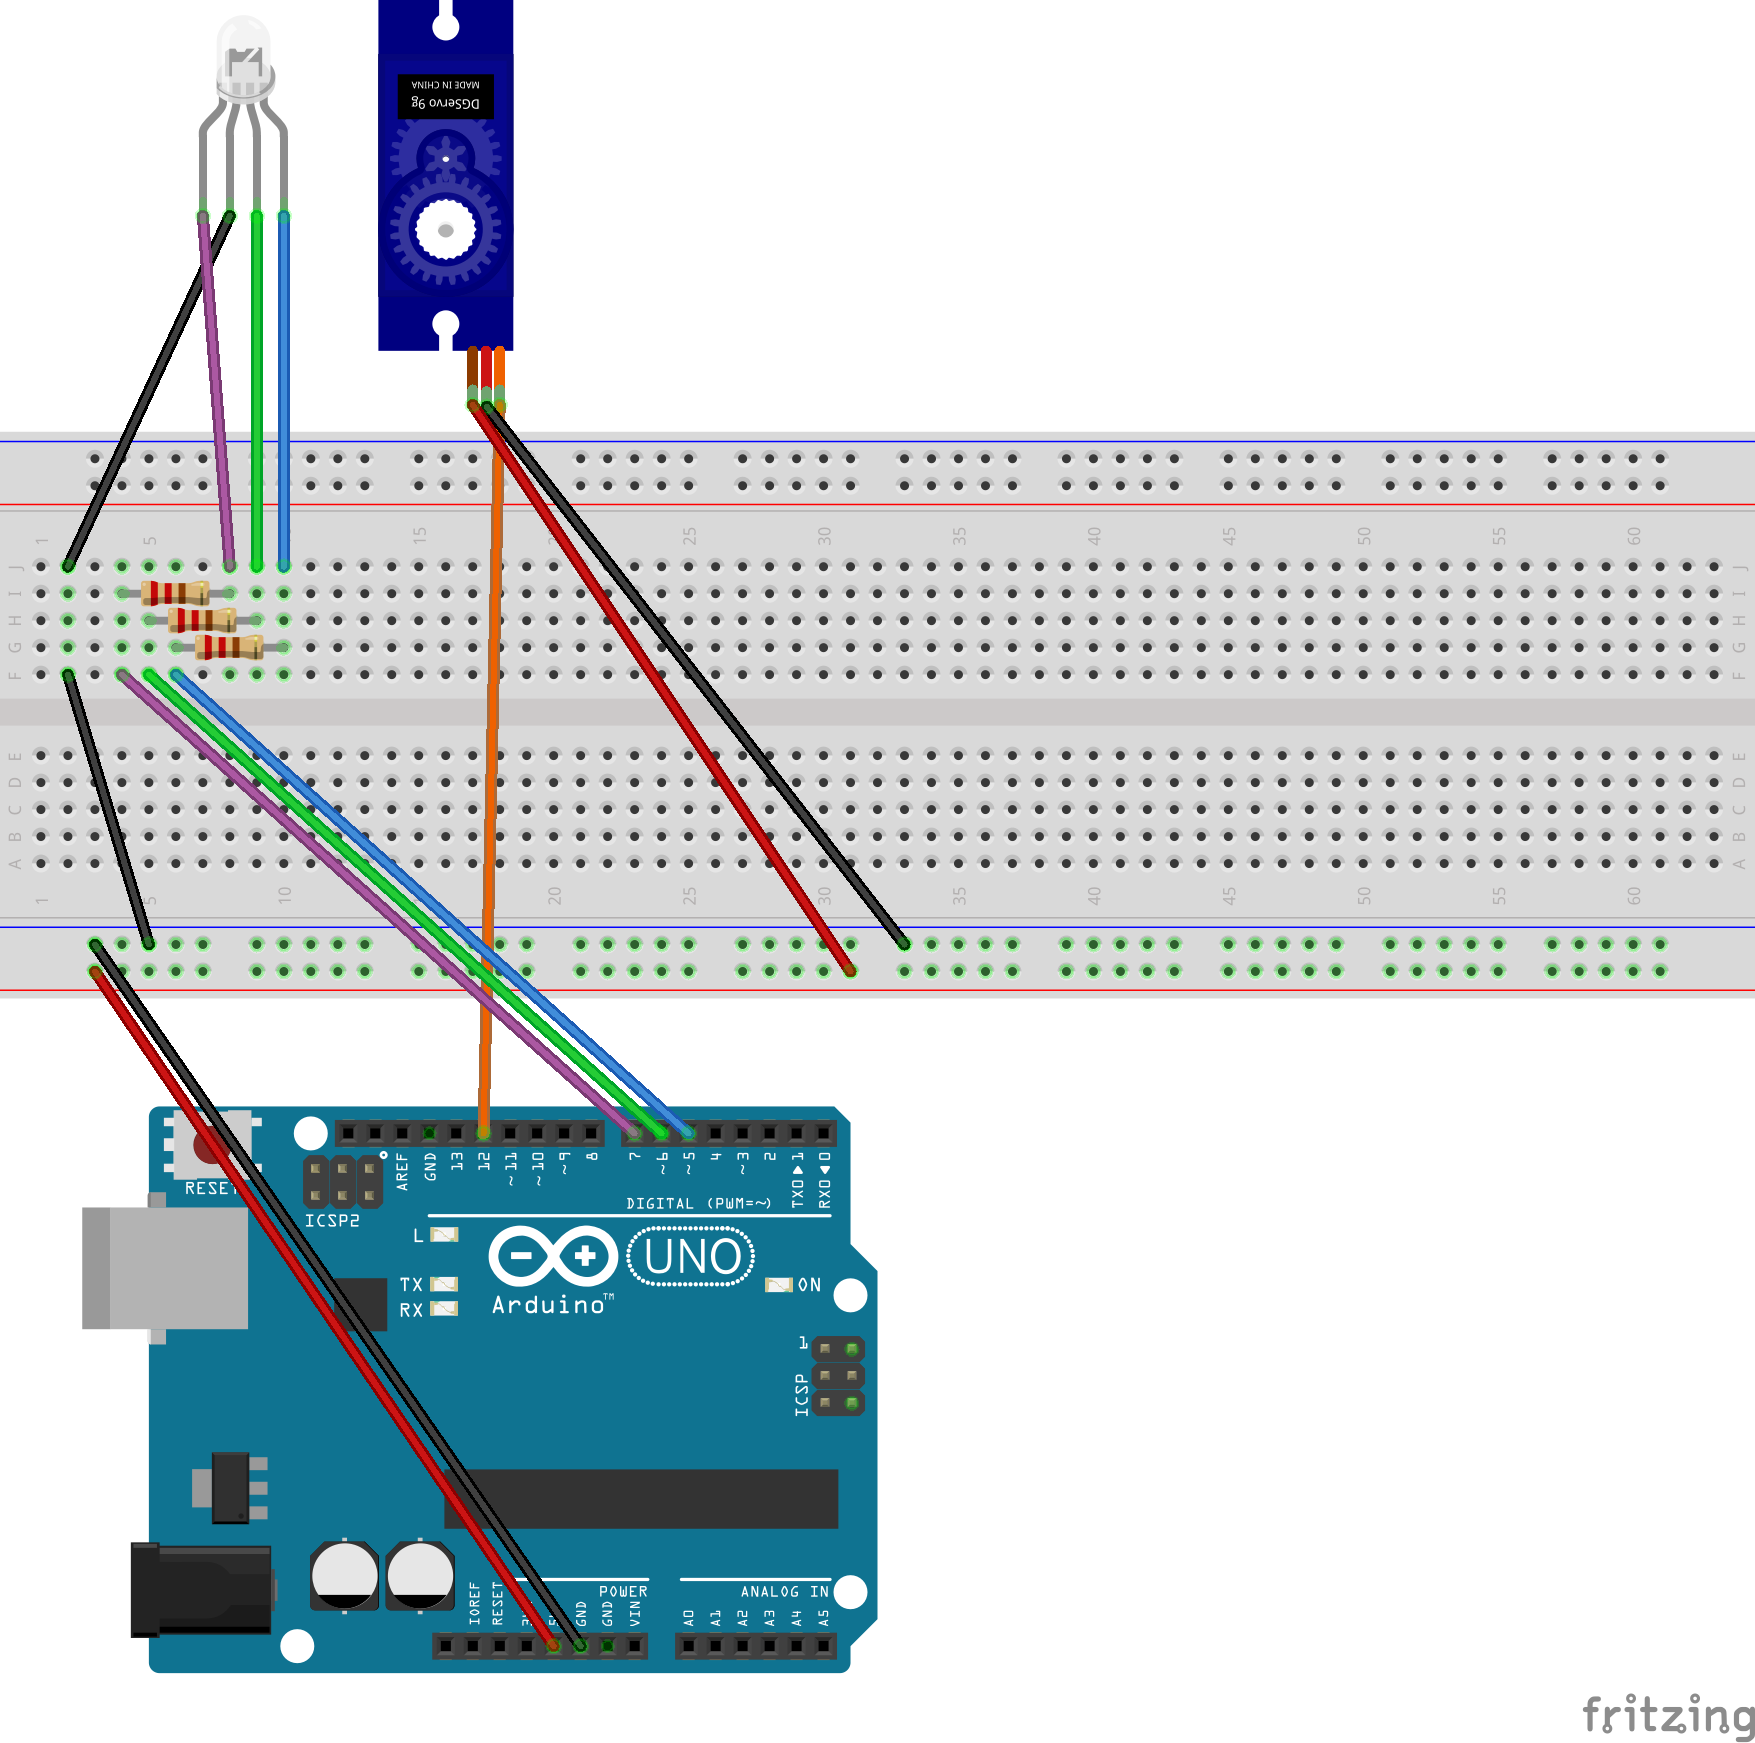 MADE IN CHINA
DGServo 9g
1 5 15 20 25 30 35 40 45 50 55 60
J J
I I
H H
G G
F F
E E
D D
C C
B B
A A
1 5 10 20 25 30 35 40 45 50 55 60
RESET
ICSP2
AREF GND 13 12 ~11 ~10 ~9 8 7 ~6 ~5 4 ~3 2 TX0▶1 RX0◀0
DIGITAL (PWM=~)
L
TX
RX
UNO
Arduino™
ON
1
ICSP
IOREF RESET GND GND VIN
POWER
ANALOG IN
A0 A1 A2 A3 A4 A5
fritzing